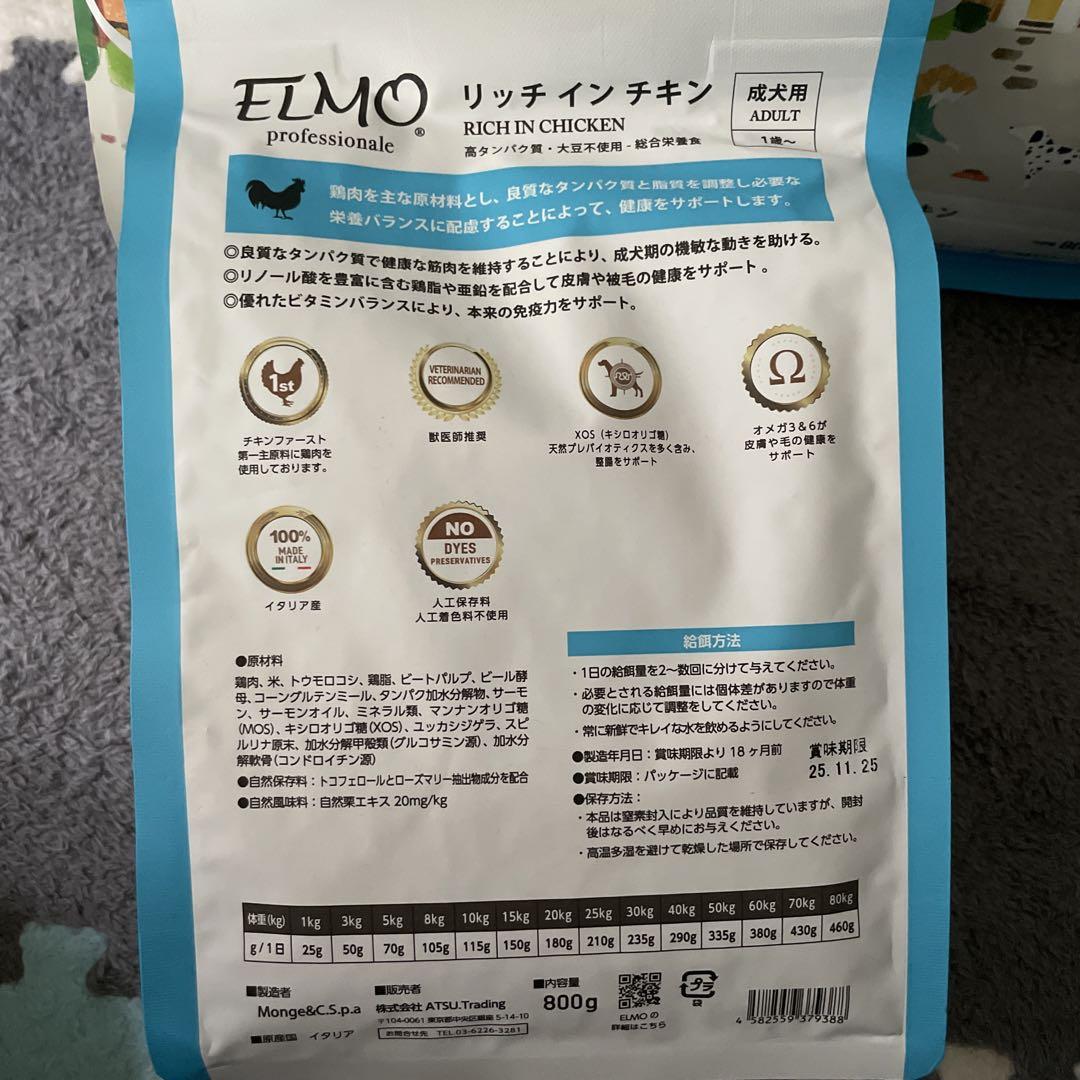 ELMO®
professionale
リッチ イン チキン
RICH IN CHICKEN
高タンパク質・大豆不使用 - 総合栄養食
成犬用
ADULT
1歳〜
鶏肉を主な原材料とし、良質なタンパク質と脂質を調整し必要な
栄養バランスに配慮することによって、健康をサポートします。
◎良質なタンパク質で健康な筋肉を維持することにより、成犬期の機敏な動きを助ける。
◎リノール酸を豊富に含む鶏脂や亜鉛を配合して皮膚や被毛の健康をサポート。
◎優れたビタミンバランスにより、本来の免疫力をサポート。
1st
チキンファースト
第一主原料に鶏肉を
使用しております。
VETERINARIAN
RECOMMENDED
獣医師推奨
XOS（キシロオリゴ糖）
天然プレバイオティクスを多く含み、
整腸をサポート
Ω
オメガ3＆6が
皮膚や毛の健康を
サポート
100%
MADE
IN ITALY
イタリア産
NO
DYES
PRESERVATIVES
人工保存料
人工着色料不使用
●原材料
鶏肉、米、トウモロコシ、鶏脂、ビートパルプ、ビール酵
母、コーングルテンミール、タンパク加水分解物、サーモ
ン、サーモンオイル、ミネラル類、マンナンオリゴ糖
(MOS)、キシロオリゴ糖(XOS)、ユッカシジゲラ、スピ
ルリナ原末、加水分解甲殻類(グルコサミン源)、加水分
解軟骨(コンドロイチン源)
●自然保存料：トコフェロールとローズマリー抽出物成分を配合
●自然風味料：自然栗エキス 20mg/kg
給餌方法
・1日の給餌量を2〜数回に分けて与えてください。
・必要とされる給餌量には個体差がありますので体重
の変化に応じて調整をしてください。
・常に新鮮でキレイな水を飲めるようにしてください。
●製造年月日：賞味期限より18ヶ月前
●賞味期限：パッケージに記載
賞味期限
25.11.25
●保存方法：
・本品は窒素封入により品質を維持していますが、開封
後はなるべく早めにお与えください。
・高温多湿を避けて乾燥した場所で保存してください。
体重(kg) 1kg 3kg 5kg 8kg 10kg 15kg 20kg 25kg 30kg 40kg 50kg 60kg 70kg 80kg
g/1日 25g 50g 70g 105g 115g 150g 180g 210g 235g 290g 335g 380g 430g 460g
■製造者
Monge&C.S.p.a
■原産国 イタリア
■販売者
株式会社 ATSU.Trading
〒104-0061 東京都中央区銀座 5-14-10
お問合せ先 TEL.03-6226-3281
■内容量
800g
ELMOの
詳細はこちら
プラ
4 582559 379388